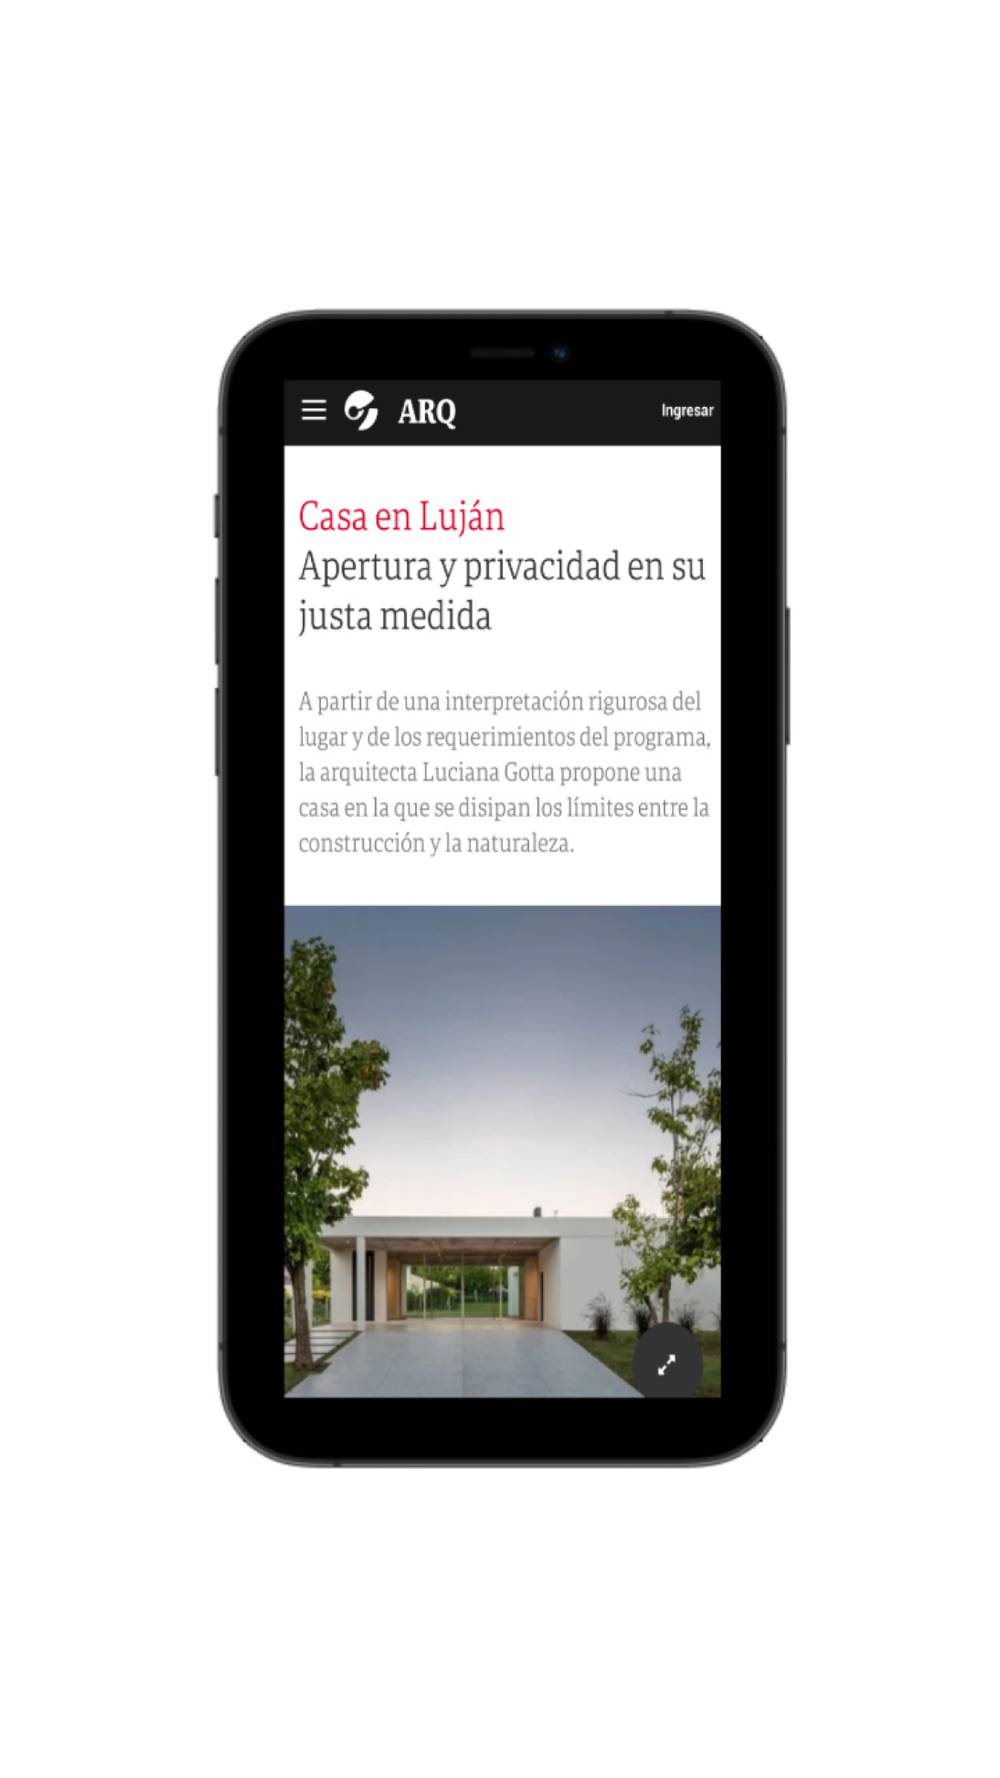 ARQ
Ingresar
Casa en Luján
Apertura y privacidad en su
justa medida
A partir de una interpretación rigurosa del
lugar y de los requerimientos del programa,
la arquitecta Luciana Gotta propone una
casa en la que se disipan los límites entre la
construcción y la naturaleza.